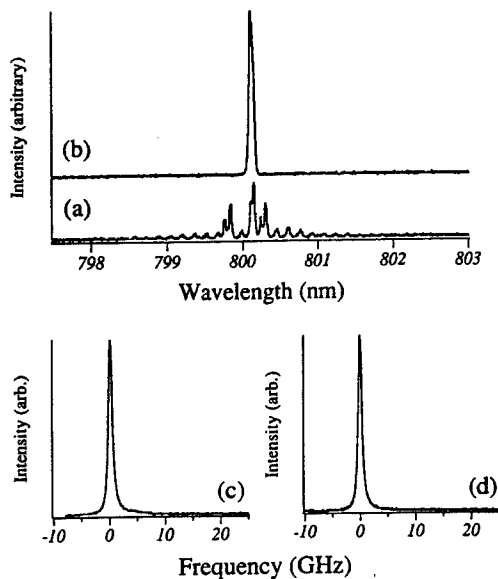 Intensity (arbitrary)
(b)
(a)
798 799 800 801 802 803
Wavelength (nm)
Intensity (arb.)
(c)
-10 0 10 20
Intensity (arb.)
(d)
-10 0 10 20
Frequency (GHz)